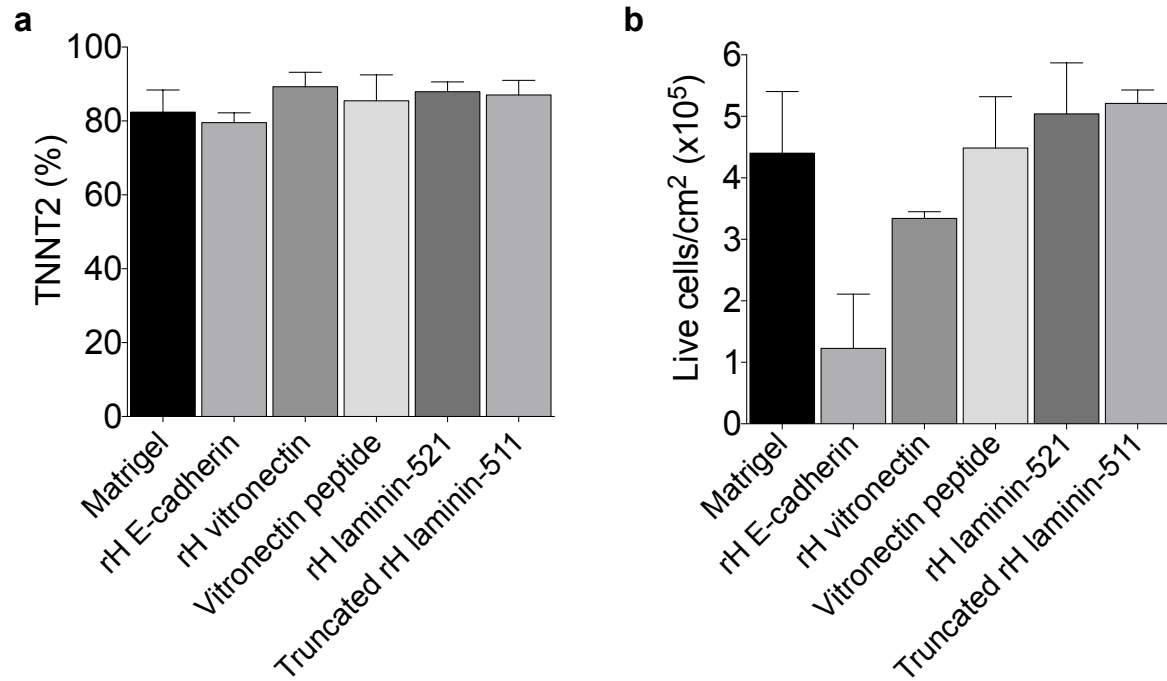 a
TNNT2 (%)
100
80
60
40
20
0
Matrigel
rH E-cadherin
rH vitronectin
Vitronectin peptide
rH laminin-521
Truncated rH laminin-511
b
Live cells/cm² (x10⁵)
6
5
4
3
2
1
0
Matrigel
rH E-cadherin
rH vitronectin
Vitronectin peptide
rH laminin-521
Truncated rH laminin-511